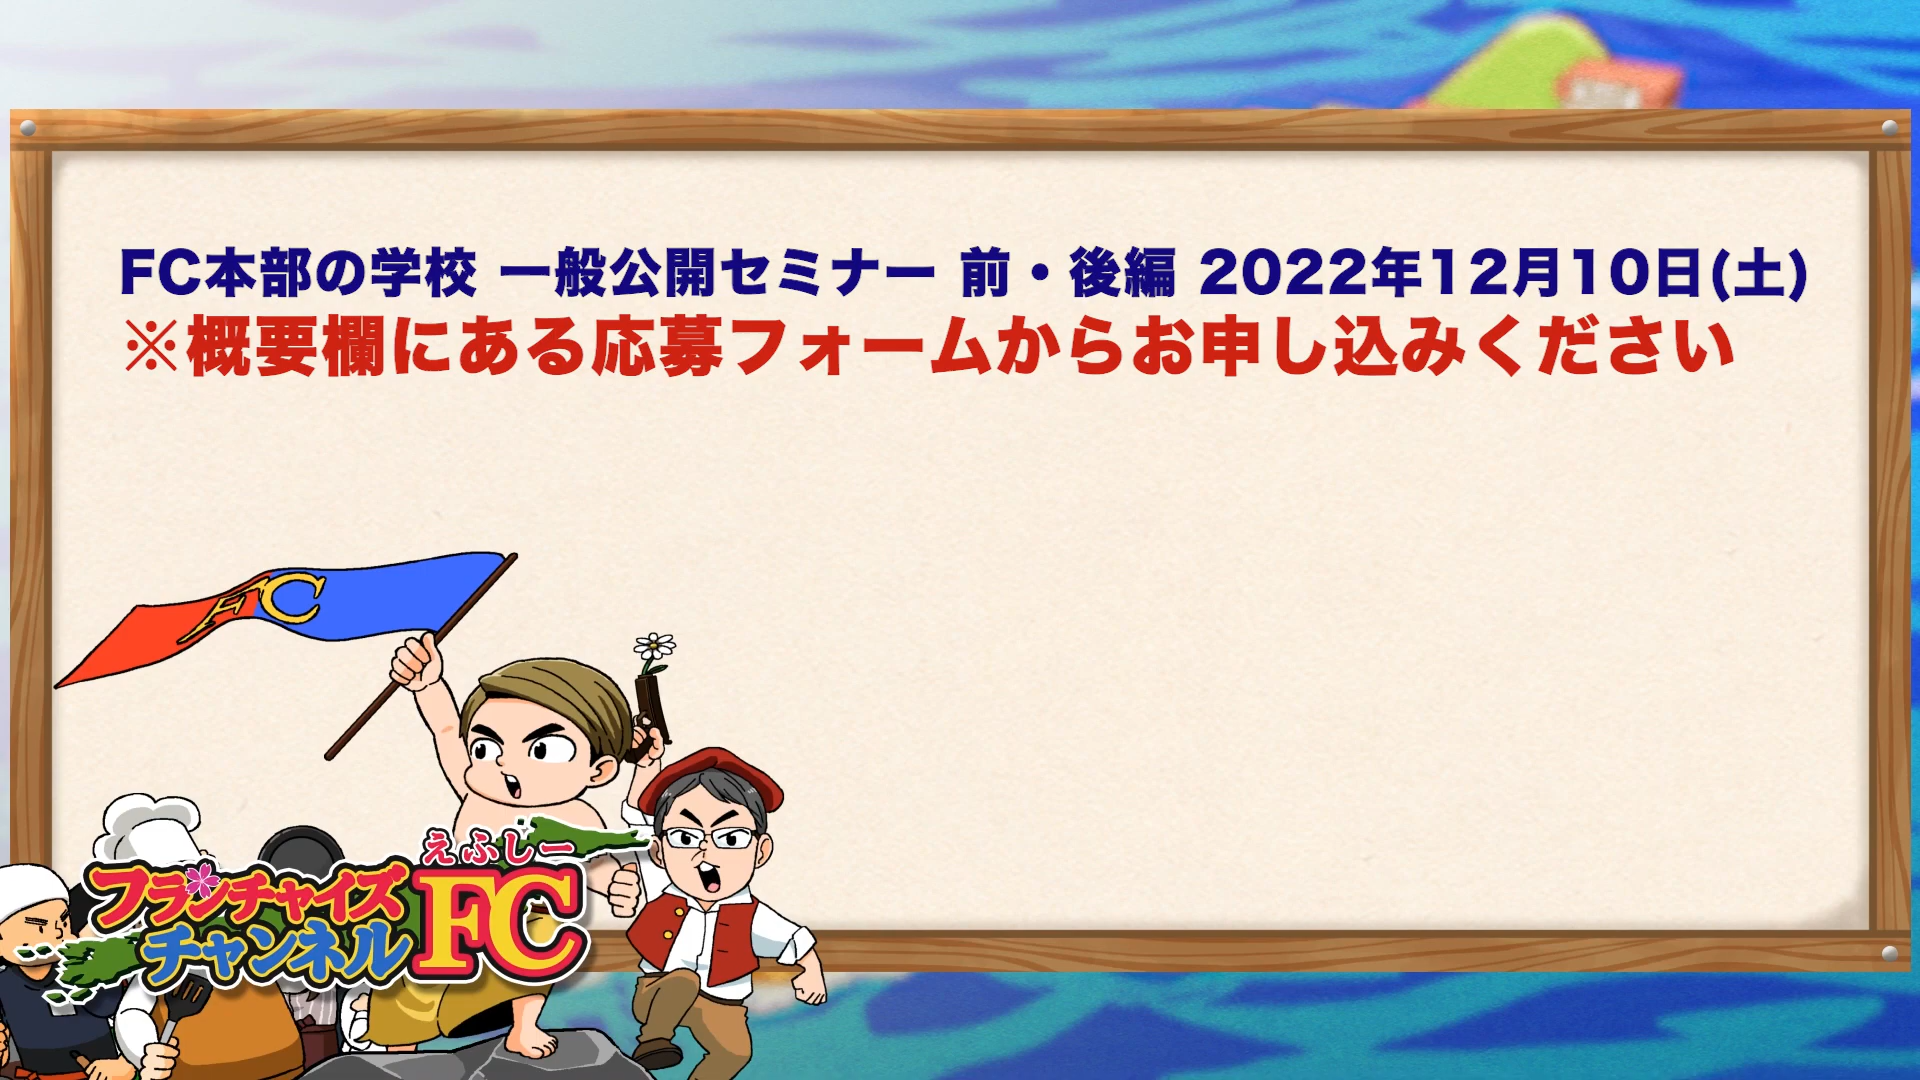 FC本部の学校 一般公開セミナー 前・後編 2022年12月10日(土)
※概要欄にある応募フォームからお申し込みください
FC
えふしー
フランチャイズ
チャンネル
FC